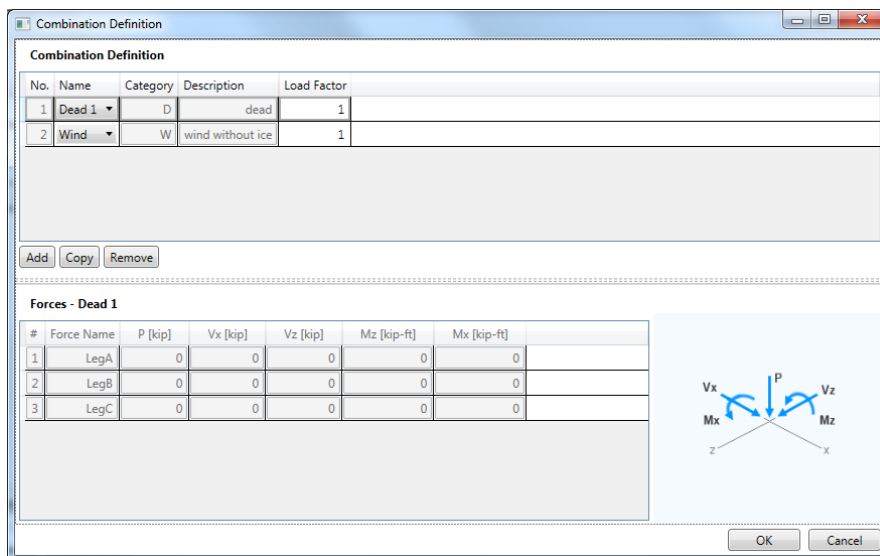 Combination Definition
Combination Definition
No. Name Category Description Load Factor
1 Dead 1 D dead 1
2 Wind W wind without ice 1
Add Copy Remove
Forces - Dead 1
# Force Name P [kip] Vx [kip] Vz [kip] Mz [kip-ft] Mx [kip-ft]
1 LegA 0 0 0 0 0
2 LegB 0 0 0 0 0
3 LegC 0 0 0 0 0
P
Vx Vz
Mx Mz
z x
OK Cancel